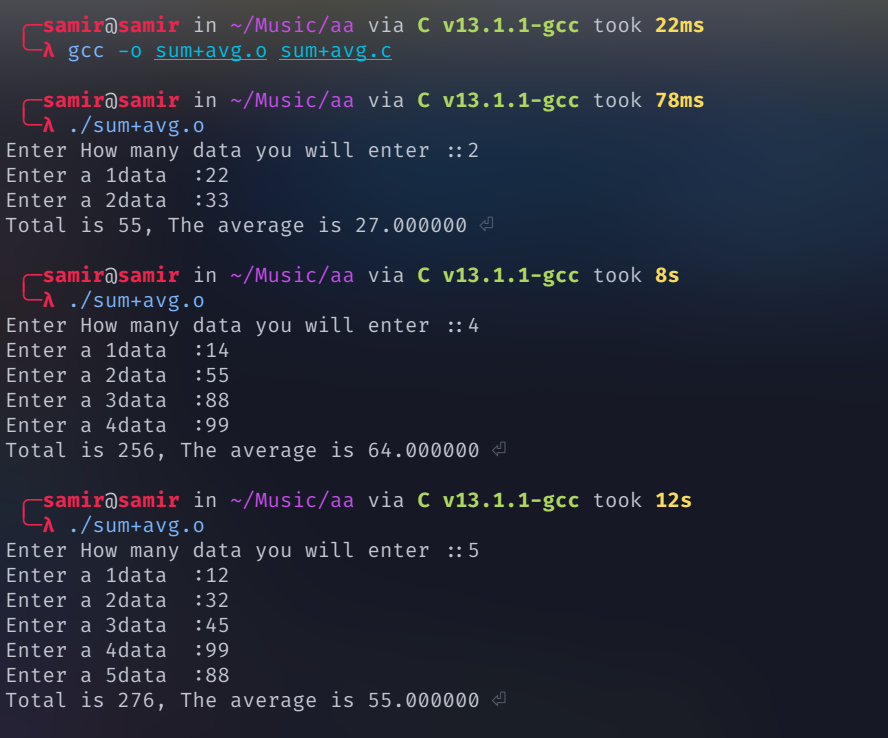 ╭─samir@samir in ~/Music/aa via C v13.1.1-gcc took 22ms
╰─λ gcc -o sum+avg.o sum+avg.c
╭─samir@samir in ~/Music/aa via C v13.1.1-gcc took 78ms
╰─λ ./sum+avg.o
Enter How many data you will enter ::2
Enter a 1data  :22
Enter a 2data  :33
Total is 55, The average is 27.000000 ⏎
╭─samir@samir in ~/Music/aa via C v13.1.1-gcc took 8s
╰─λ ./sum+avg.o
Enter How many data you will enter ::4
Enter a 1data  :14
Enter a 2data  :55
Enter a 3data  :88
Enter a 4data  :99
Total is 256, The average is 64.000000 ⏎
╭─samir@samir in ~/Music/aa via C v13.1.1-gcc took 12s
╰─λ ./sum+avg.o
Enter How many data you will enter ::5
Enter a 1data  :12
Enter a 2data  :32
Enter a 3data  :45
Enter a 4data  :99
Enter a 5data  :88
Total is 276, The average is 55.000000 ⏎